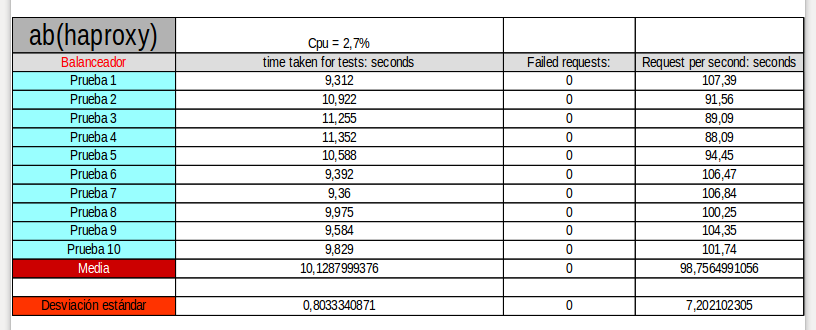 ab(haproxy) Cpu = 2,7%
Balanceador time taken for tests: seconds Failed requests: Request per second: seconds
Prueba 1 9,312 0 107,39
Prueba 2 10,922 0 91,56
Prueba 3 11,255 0 89,09
Prueba 4 11,352 0 88,09
Prueba 5 10,588 0 94,45
Prueba 6 9,392 0 106,47
Prueba 7 9,36 0 106,84
Prueba 8 9,975 0 100,25
Prueba 9 9,584 0 104,35
Prueba 10 9,829 0 101,74
Media 10,1287999376 0 98,7564991056
Desviación estándar 0,8033340871 0 7,202102305